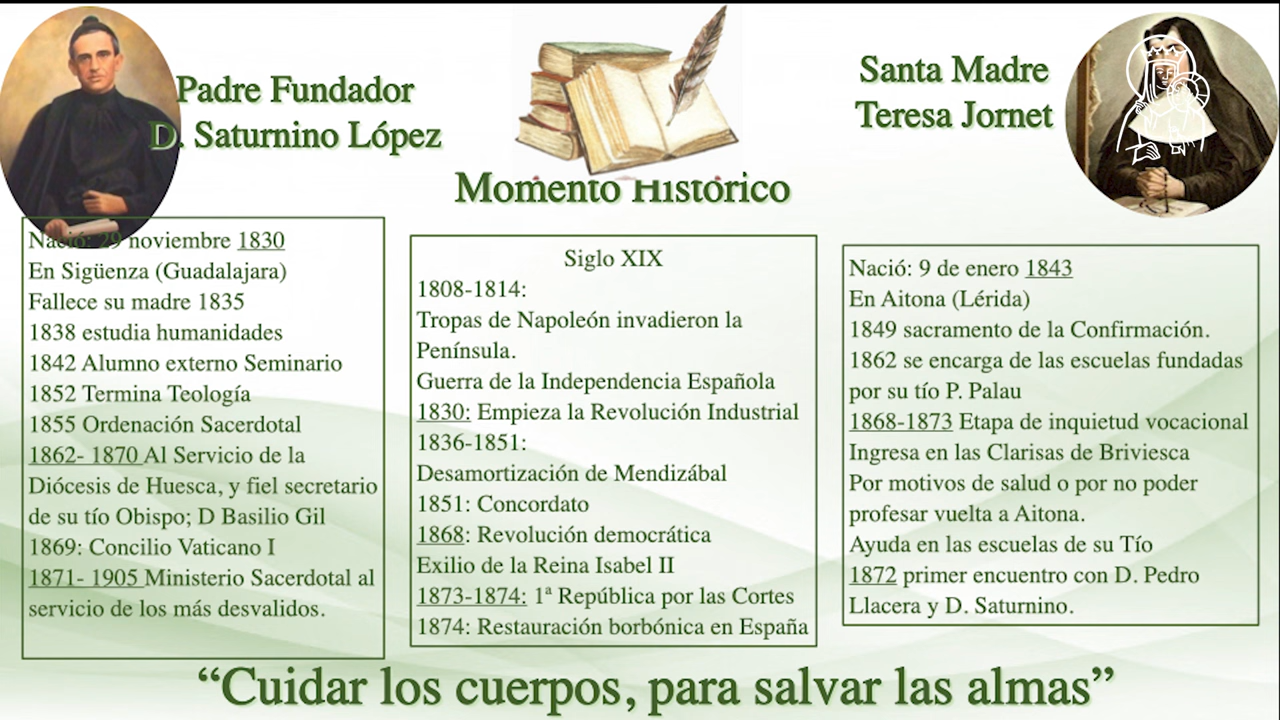 Padre Fundador
D. Saturnino López
Nació: 29 noviembre 1830
En Sigüenza (Guadalajara)
Fallece su madre 1835
1838 estudia humanidades
1842 Alumno externo Seminario
1852 Termina Teología
1855 Ordenación Sacerdotal
1862- 1870 Al Servicio de la
Diócesis de Huesca, y fiel secretario
de su tío Obispo; D Basilio Gil
1869: Concilio Vaticano I
1871- 1905 Ministerio Sacerdotal al
servicio de los más desvalidos.
Momento Histórico
Siglo XIX
1808-1814:
Tropas de Napoleón invadieron la
Península.
Guerra de la Independencia Española
1830: Empieza la Revolución Industrial
1836-1851:
Desamortización de Mendizábal
1851: Concordato
1868: Revolución democrática
Exilio de la Reina Isabel II
1873-1874: 1ª República por las Cortes
1874: Restauración borbónica en España
Santa Madre
Teresa Jornet
Nació: 9 de enero 1843
En Aitona (Lérida)
1849 sacramento de la Confirmación.
1862 se encarga de las escuelas fundadas
por su tío P. Palau
1868-1873 Etapa de inquietud vocacional
Ingresa en las Clarisas de Briviesca
Por motivos de salud o por no poder
profesar vuelta a Aitona.
Ayuda en las escuelas de su Tío
1872 primer encuentro con D. Pedro
Llacera y D. Saturnino.
“Cuidar los cuerpos, para salvar las almas”